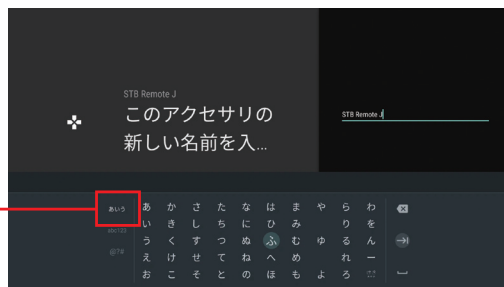 STB Remote J
このアクセサリの
新しい名前を入...
STB Remote J
あいう あ か さ た な は ま や ら わ
abc123 い き し ち に ひ み り を
う く す つ ぬ ふ む ゆ る ん
@?# え け せ て ね へ め れ ー
お こ そ と の ほ も よ ろ